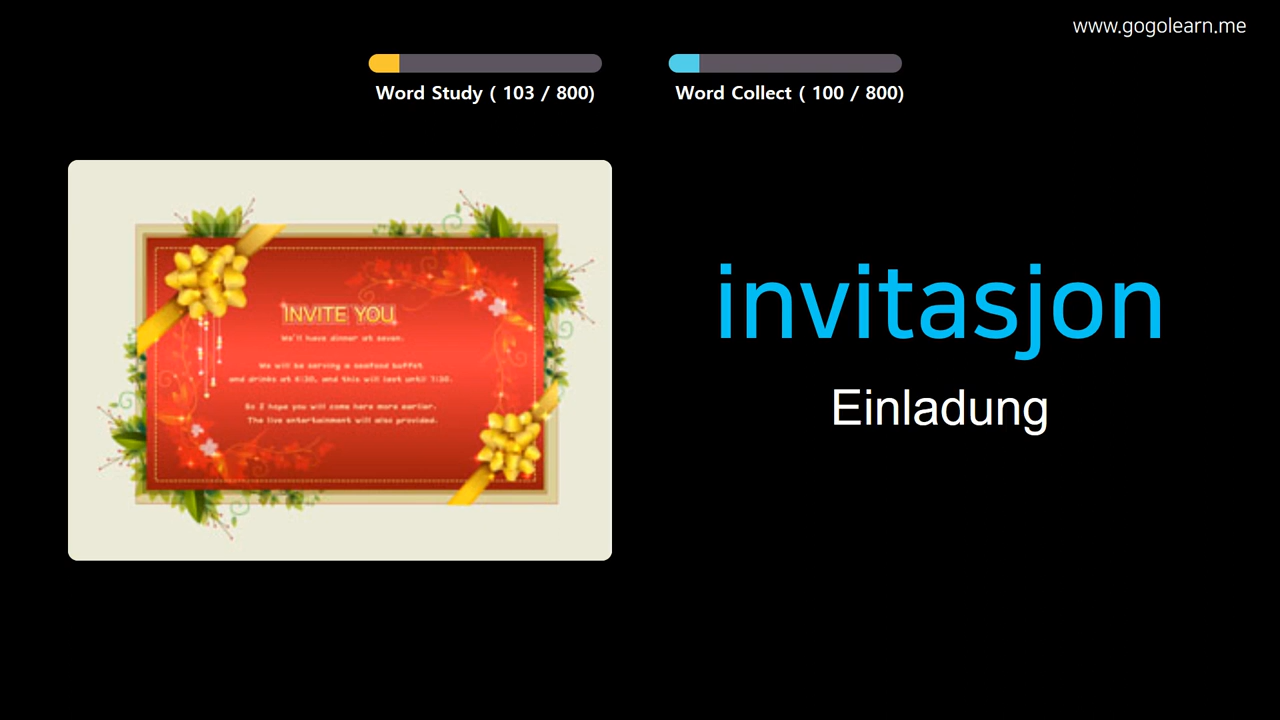 www.gogolearn.me
Word Study ( 103 / 800)
Word Collect ( 100 / 800)
INVITE YOU
We'll have dinner at seven.
We will be serving a seafood buffet
and drinks at 6:30, and this will last until 1:30.
So I hope you will come here more earlier.
The live entertainment will also provided.
invitasjon
Einladung